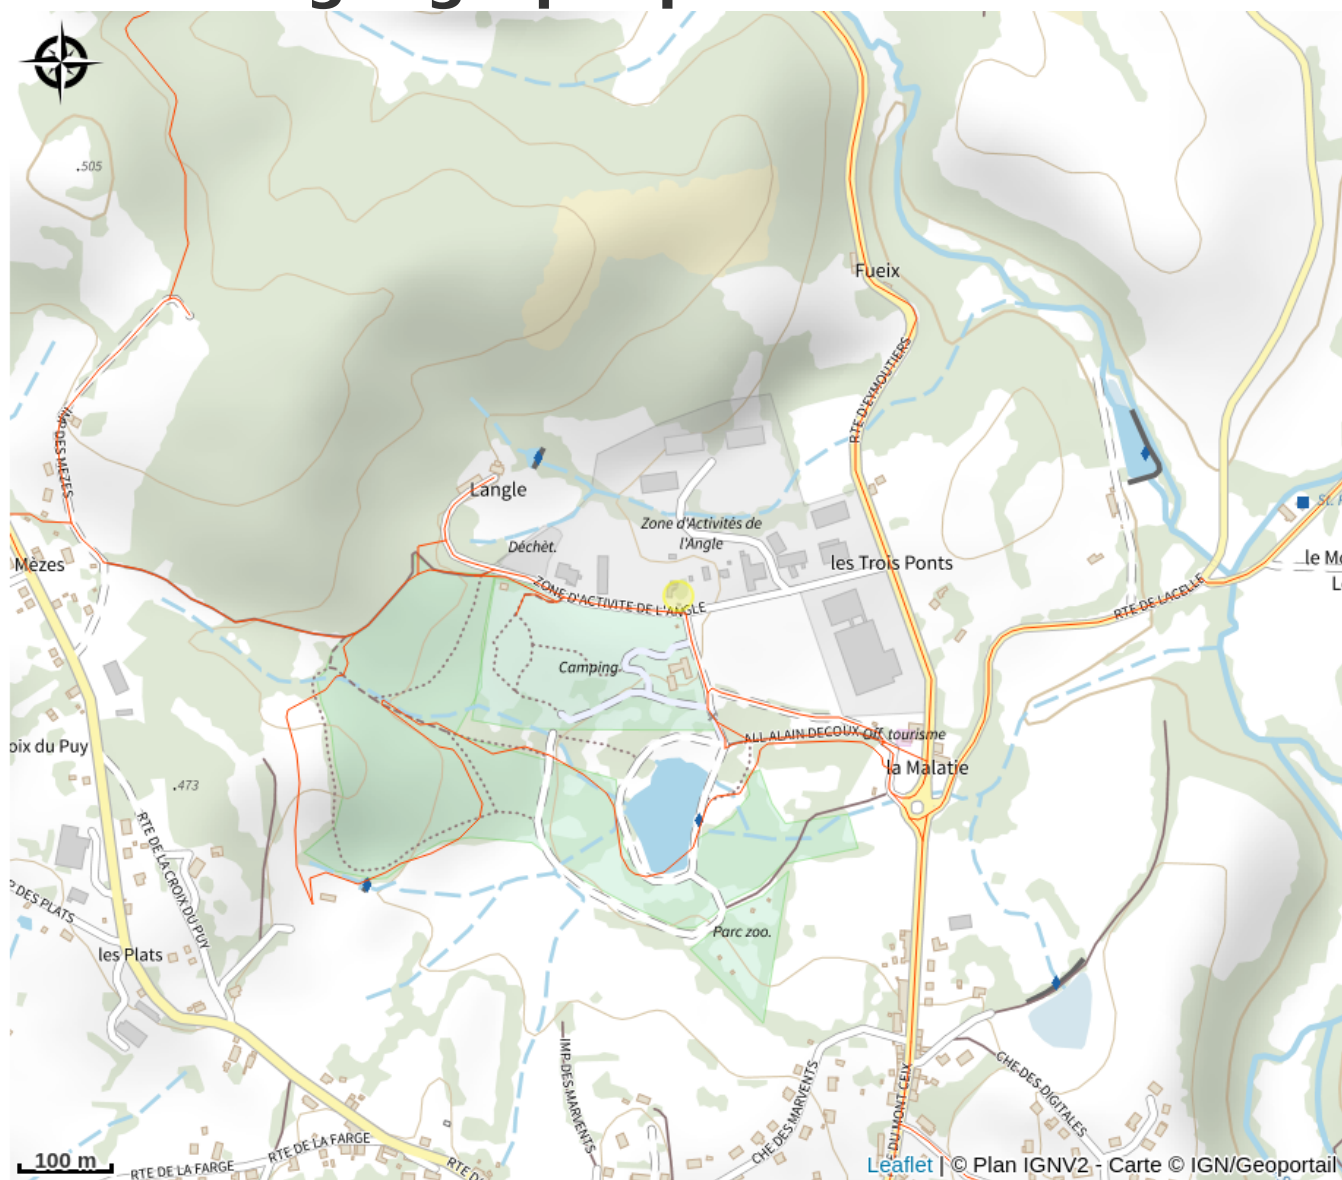 .505
Fueix
RTE D'EYMOUTIERS
IMP DES MEZES
Langle
Zone d'Activités de
l'Angle
Déchèt.
les Trois Ponts
Mèzes
ZONE D'ACTIVITE DE L'ANGLE
RTE DE LACELLE
Camping
ALL ALAIN DECOUX
Off. tourisme
la Malatie
oix du Puy
.473
RTE DE LA CROIX DU PUY
DES PLATS
les Plats
Parc zoo.
IMP DES MARVENTS
CHE DES MARVENTS
DU MONT CEIX
CHE DES DIGITALES
RTE DE LA FARGE
RTE DE LA FARGE
100 m
Leaflet | © Plan IGNV2 - Carte © IGN/Geoportail